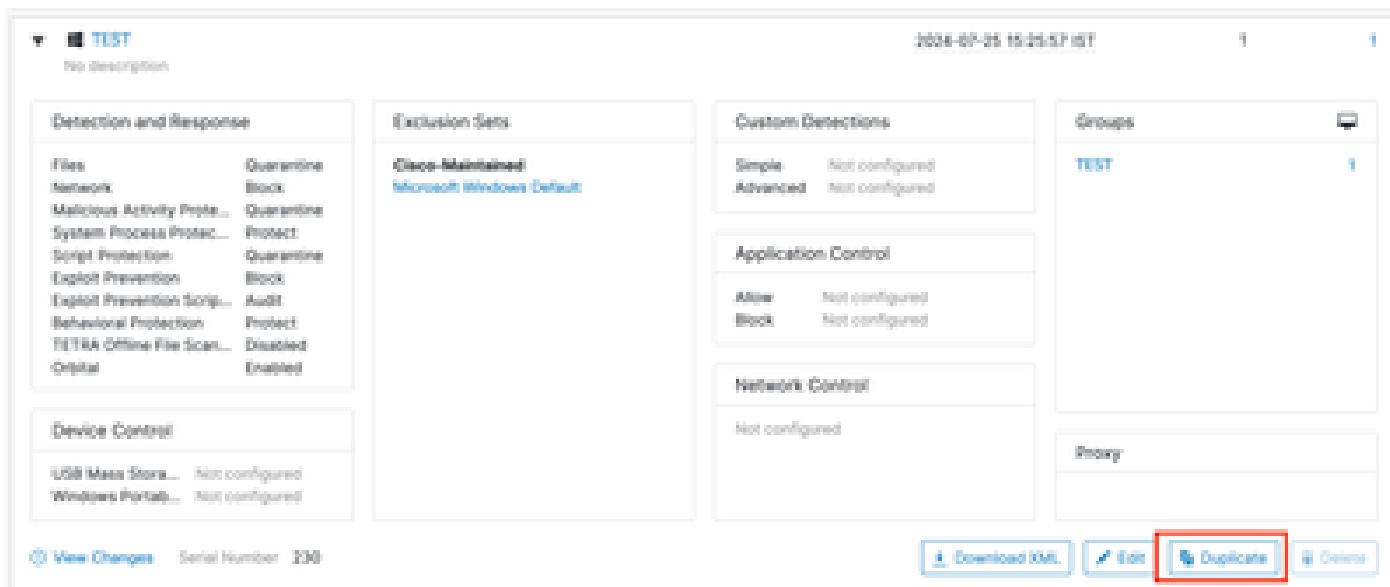 TEST
2024-07-25 15:25:57 IST 1 1
No description
Detection and Response
Files Quarantine
Network Block
Malicious Activity Prote... Quarantine
System Process Protec... Protect
Script Protection Quarantine
Exploit Prevention Block
Exploit Prevention Scrip... Audit
Behavioral Protection Protect
TETRA Offline File Scan... Disabled
Orbital Enabled
Device Control
USB Mass Stora... Not configured
Windows Portab... Not configured
Exclusion Sets
Cisco-Maintained
Microsoft Windows Default
Custom Detections
Simple Not configured
Advanced Not configured
Application Control
Allow Not configured
Block Not configured
Network Control
Not configured
Groups
TEST 1
Proxy
View Changes Serial Number 230
Download XML Edit Duplicate Delete